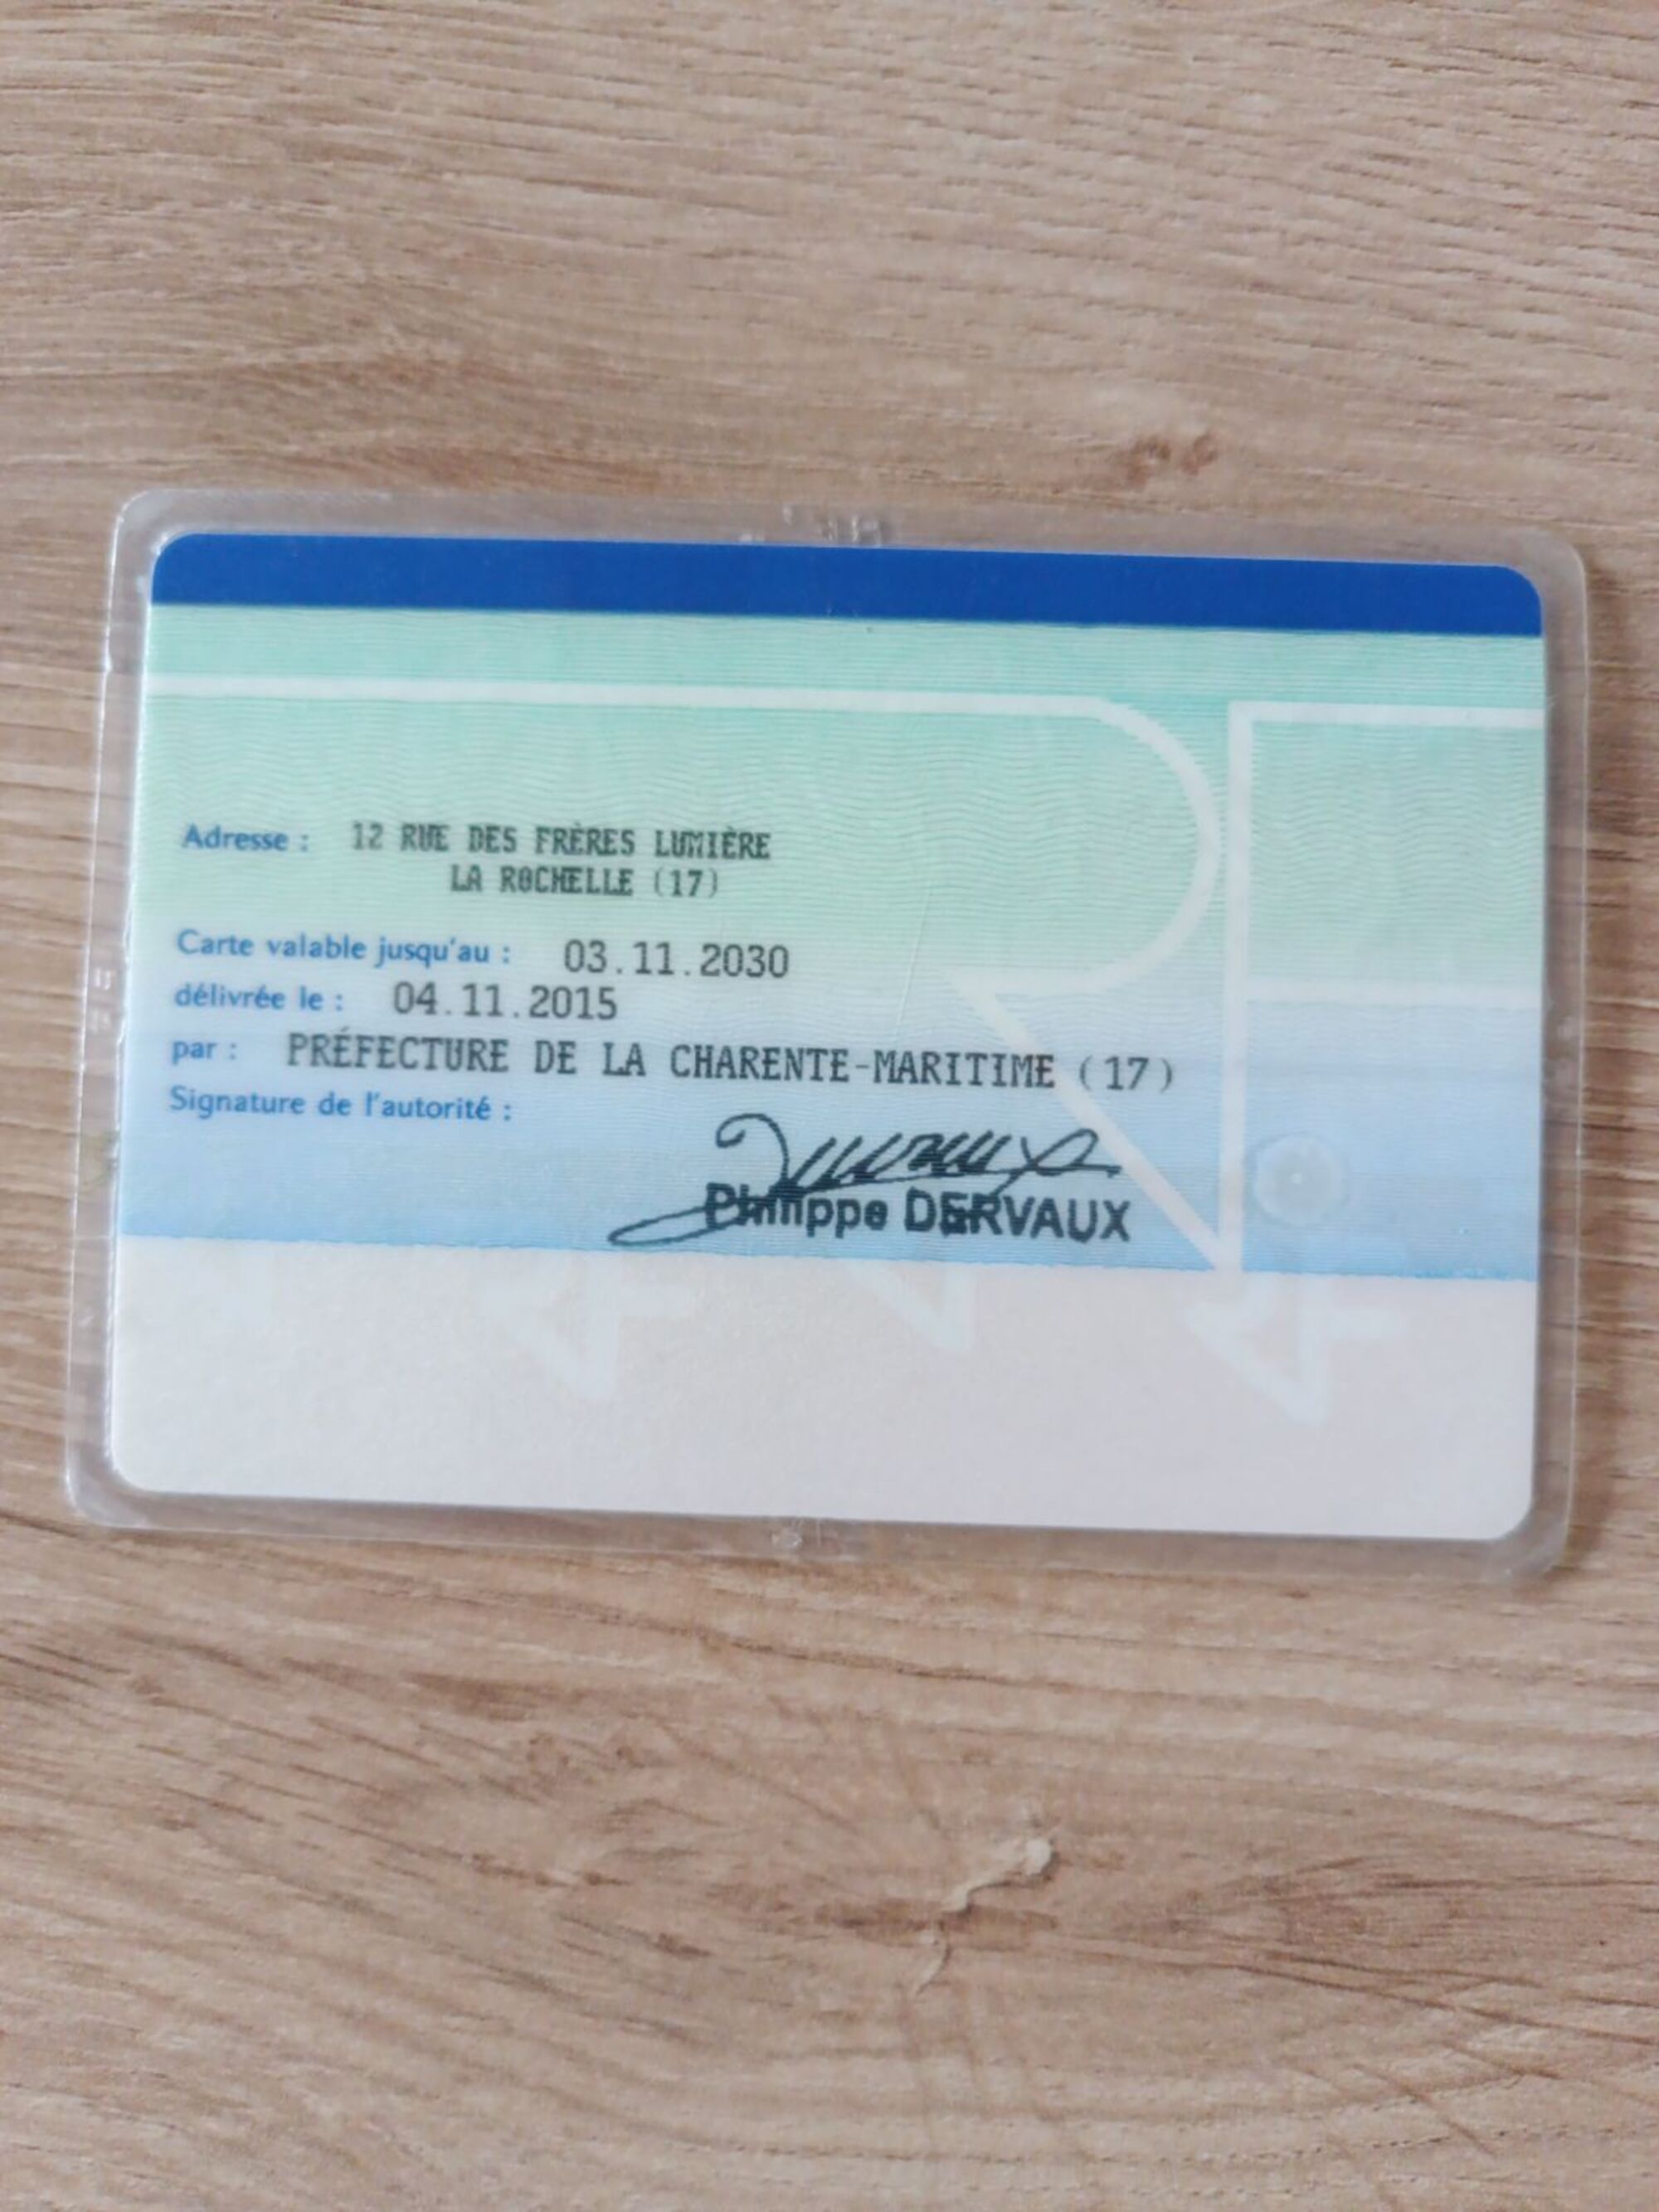 Adresse : 12 RUE DES FRÈRES LUMIÈRE
LA ROCHELLE (17)
Carte valable jusqu'au : 03.11.2030
délivrée le : 04.11.2015
par : PRÉFECTURE DE LA CHARENTE-MARITIME (17)
Signature de l'autorité :
Philippe DERVAUX